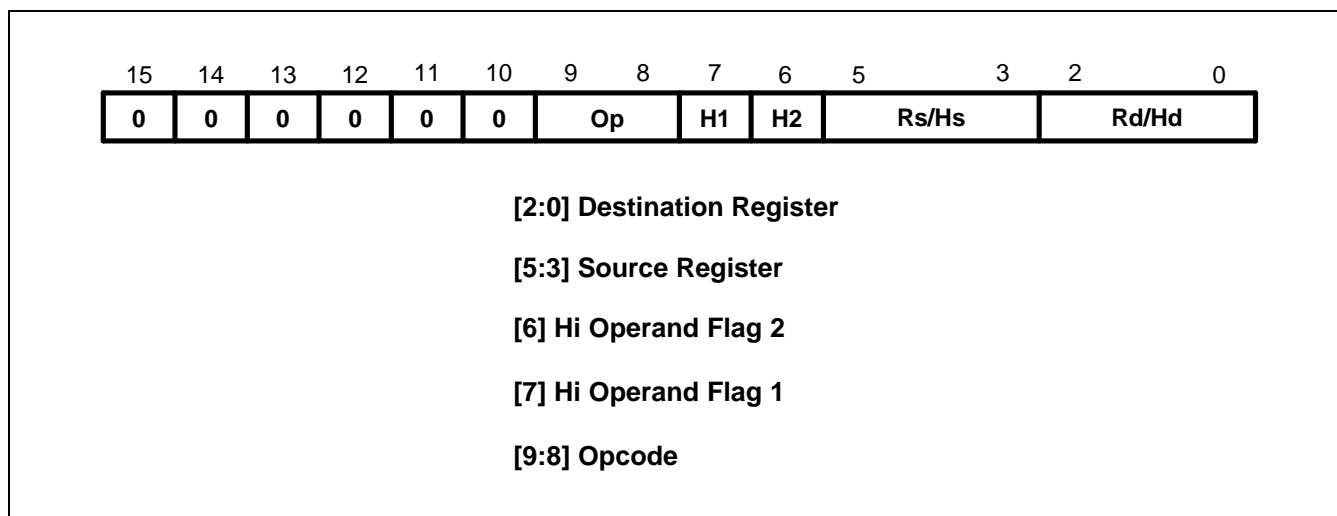 15 14 13 12 11 10 9 8 7 6 5 3 2 0
0 0 0 0 0 0 Op H1 H2 Rs/Hs Rd/Hd
[2:0] Destination Register
[5:3] Source Register
[6] Hi Operand Flag 2
[7] Hi Operand Flag 1
[9:8] Opcode